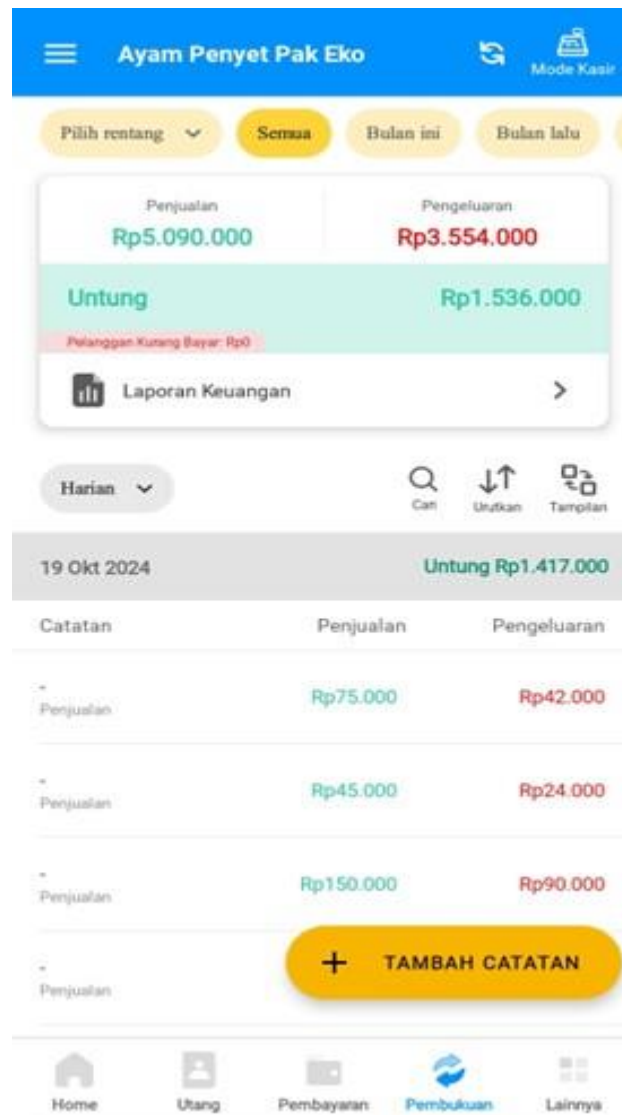 Ayam Penyet Pak Eko
Mode Kasir
Pilih rentang Semua Bulan ini Bulan lalu
Penjualan Pengeluaran
Rp5.090.000 Rp3.554.000
Untung Rp1.536.000
Pelanggan Kurang Bayar: Rp0
Laporan Keuangan
Harian Cari Urutkan Tampilan
19 Okt 2024 Untung Rp1.417.000
Catatan Penjualan Pengeluaran
-
Penjualan Rp75.000 Rp42.000
-
Penjualan Rp45.000 Rp24.000
-
Penjualan Rp150.000 Rp90.000
-
Penjualan
+ TAMBAH CATATAN
Home Utang Pembayaran Pembukuan Lainnya